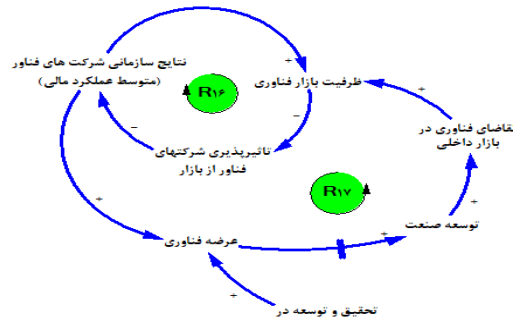 نتایج سازمانی شرکت های فناور
(متوسط عملکرد مالی)
ظرفیت بازار فناوری
R۱۶
تاثیرپذیری شرکتهای
فناور از بازار
تقاضای فناوری در
بازار داخلی
R۱۷
توسعه صنعت
عرضه فناوری
تحقیق و توسعه در